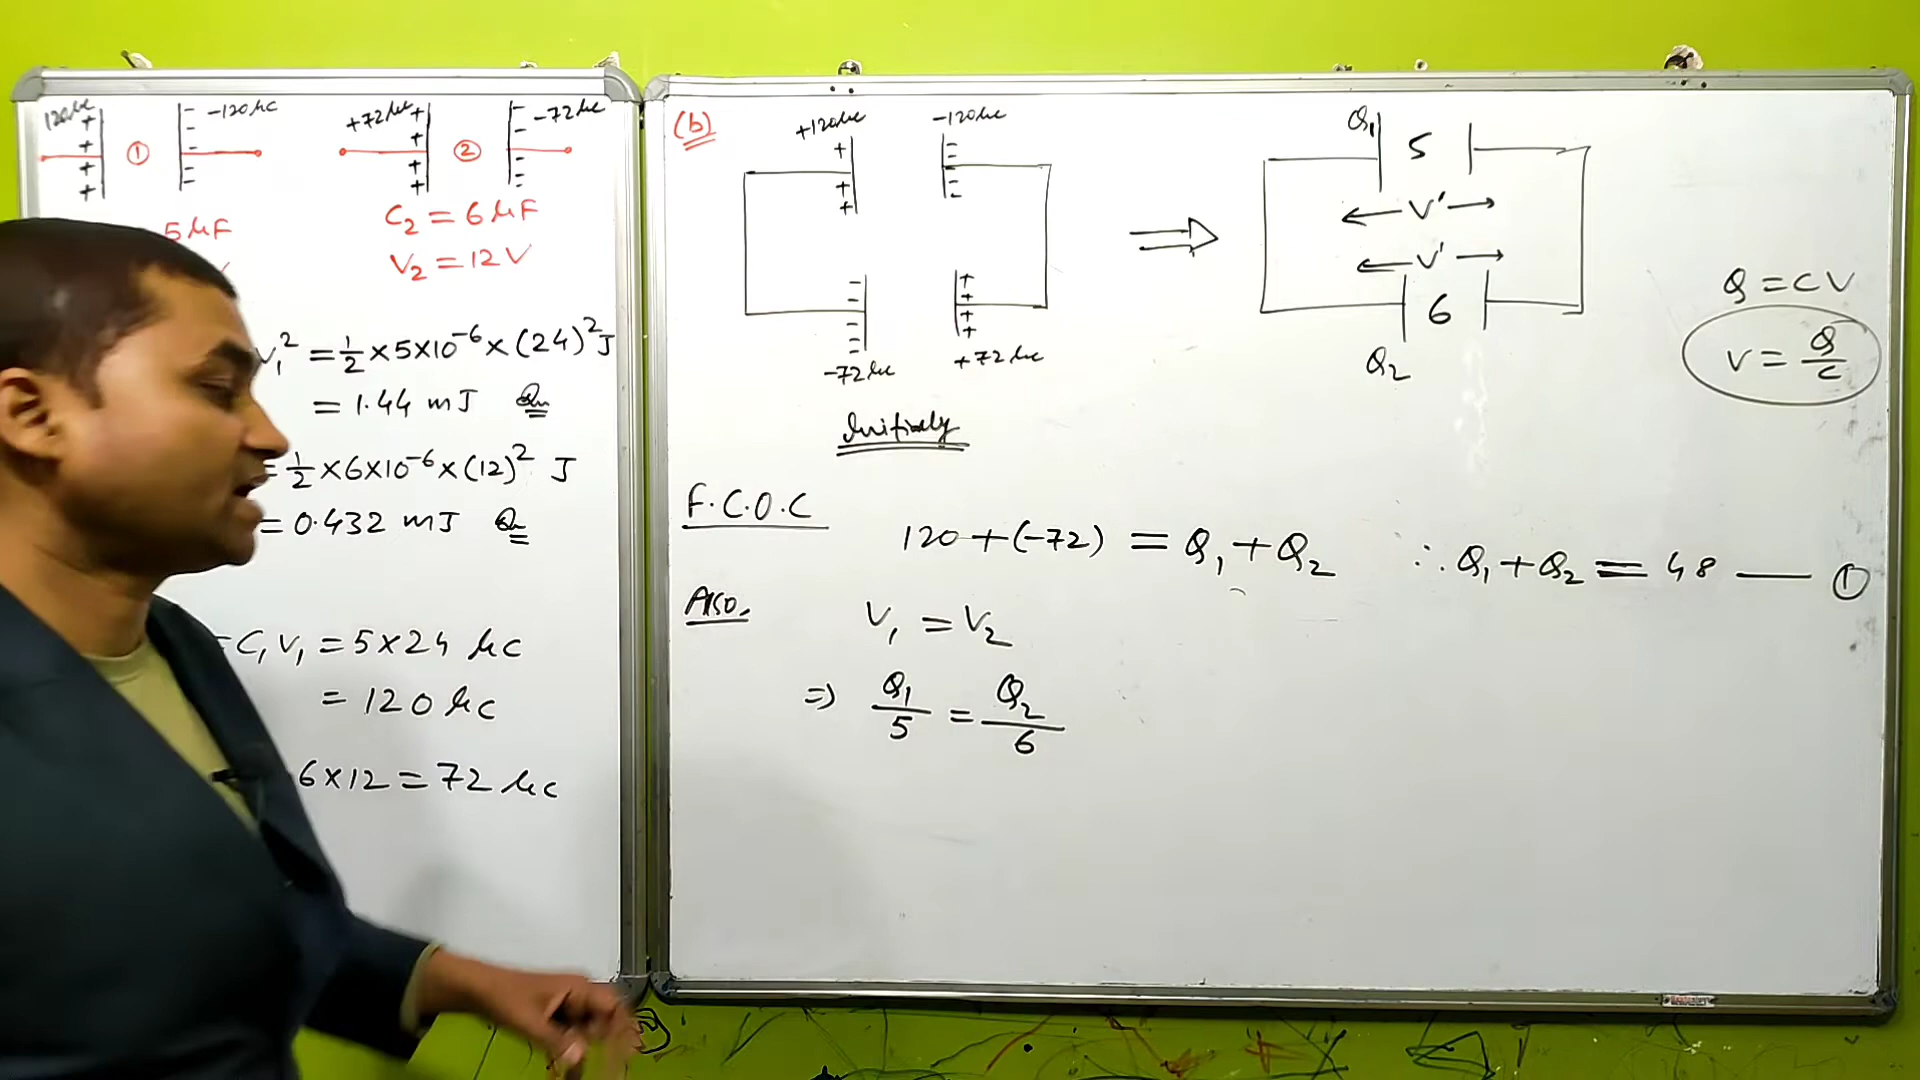 120μc
-120μc
+72μc
-72μc
①
②
5μF
C₂ = 6μF
V₂ = 12V
V₁² = 1/2 × 5×10⁻⁶ × (24)² J
= 1.44 mJ
= 1/2 × 6×10⁻⁶ × (12)² J
= 0.432 mJ
C₁V₁ = 5×24 μc
= 120 μc
6×12 = 72 μc
(b)
+120μc
-120μc
-72μc
+72μc
Initially
Q₁
5
V'
V'
6
Q₂
Q = CV
V = Q/C
F.C.O.C
120+(-72) = Q₁+Q₂ ∴ Q₁+Q₂ = 48 — ①
Also,
V₁ = V₂
⇒ Q₁/5 = Q₂/6